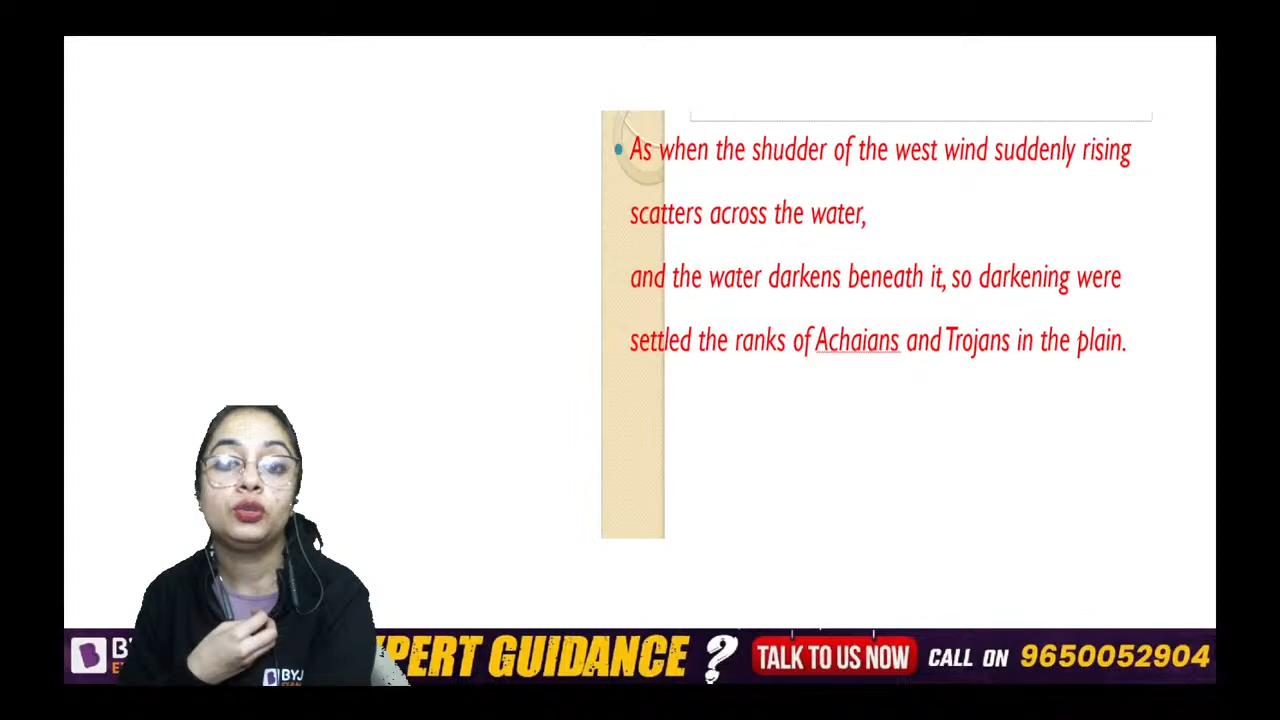 As when the shudder of the west wind suddenly rising
scatters across the water,
and the water darkens beneath it, so darkening were
settled the ranks of Achaians and Trojans in the plain.
XPERT GUIDANCE ? TALK TO US NOW CALL ON 9650052904
BYJ